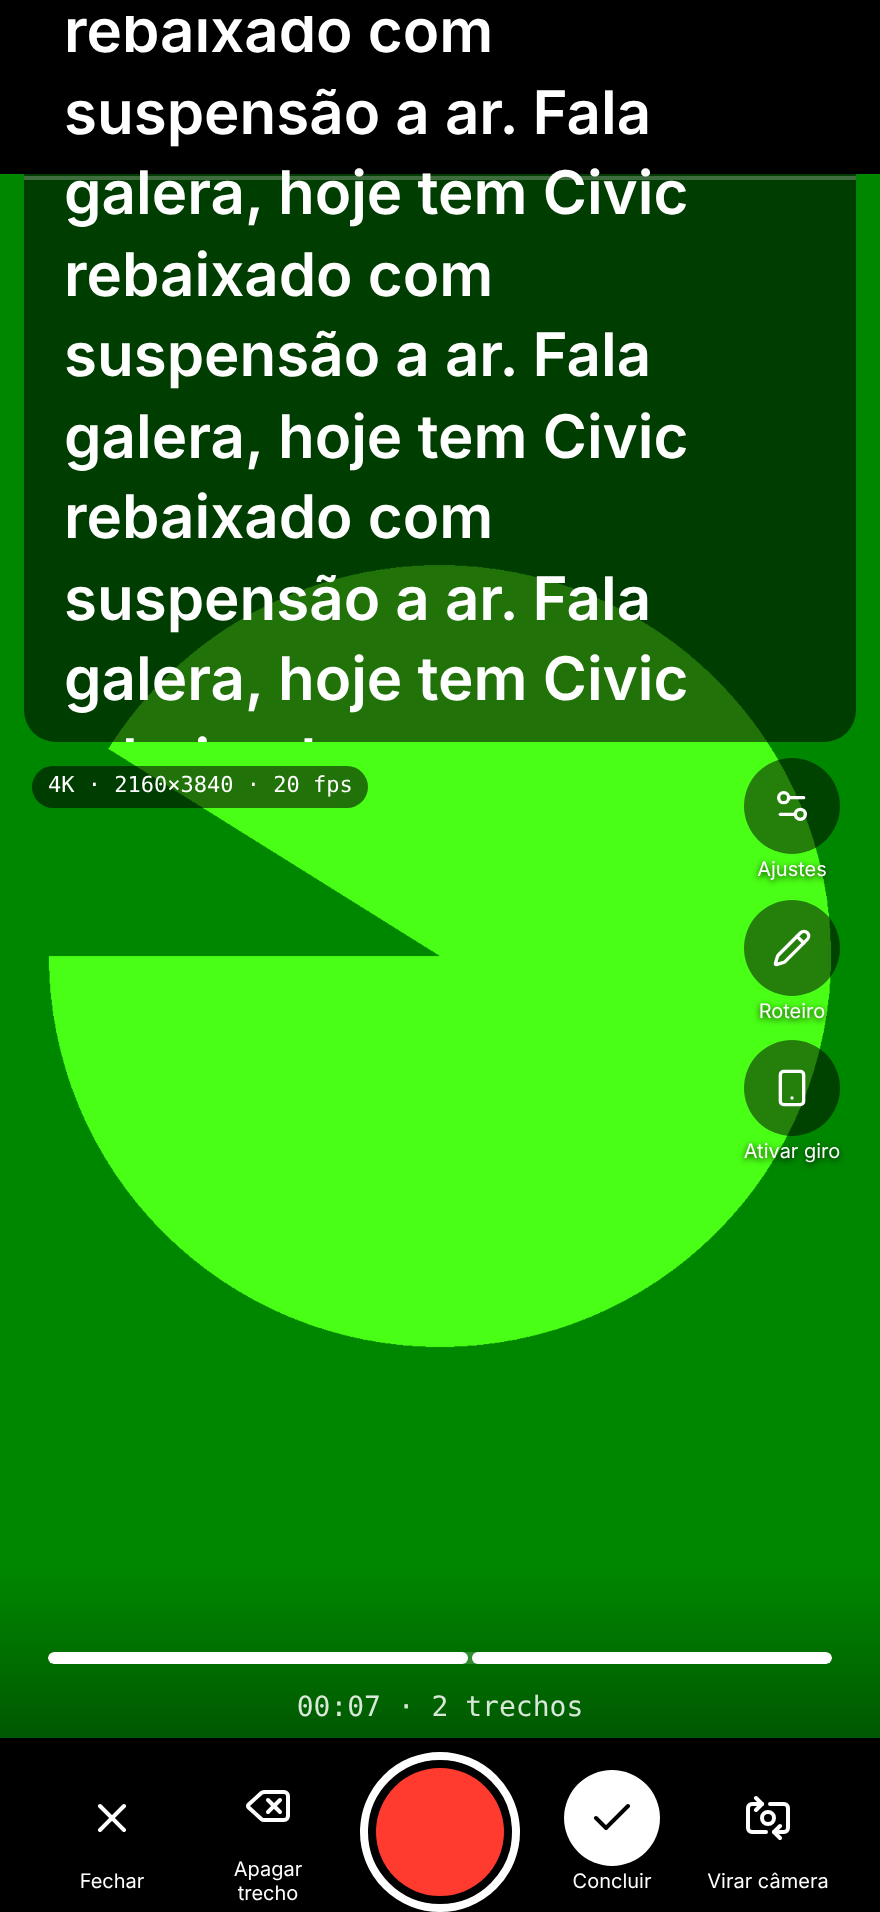 rebaixado com
suspensão a ar. Fala
galera, hoje tem Civic
rebaixado com
suspensão a ar. Fala
galera, hoje tem Civic
rebaixado com
suspensão a ar. Fala
galera, hoje tem Civic
4K · 2160×3840 · 20 fps
Ajustes
Roteiro
Ativar giro
00:07 · 2 trechos
Fechar
Apagar
trecho
Concluir
Virar câmera